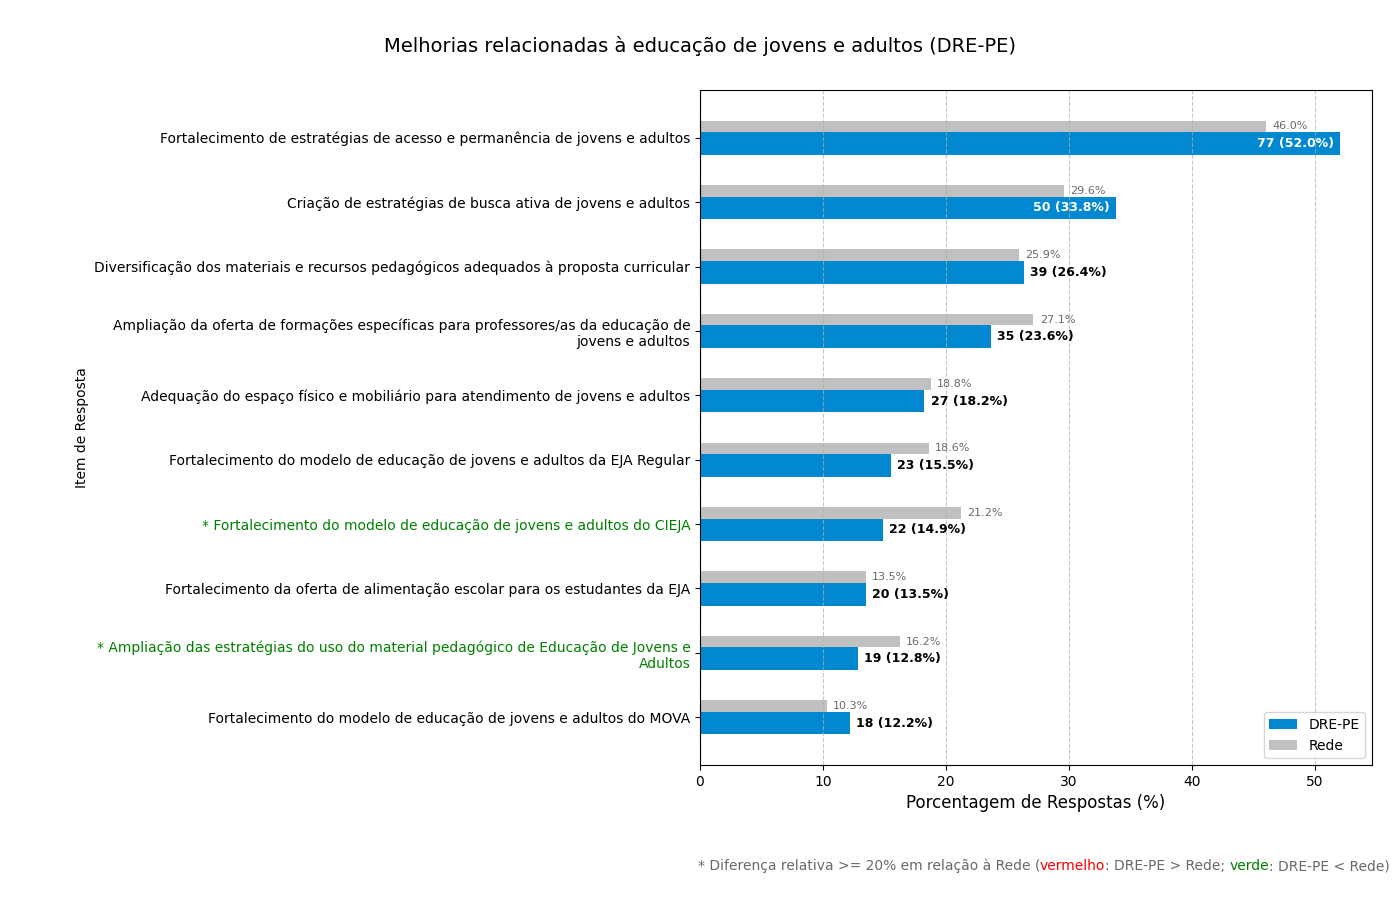 Melhorias relacionadas à educação de jovens e adultos (DRE-PE)
Item de Resposta
Fortalecimento de estratégias de acesso e permanência de jovens e adultos
46.0%
77 (52.0%)
Criação de estratégias de busca ativa de jovens e adultos
29.6%
50 (33.8%)
Diversificação dos materiais e recursos pedagógicos adequados à proposta curricular
25.9%
39 (26.4%)
Ampliação da oferta de formações específicas para professores/as da educação de
jovens e adultos
27.1%
35 (23.6%)
Adequação do espaço físico e mobiliário para atendimento de jovens e adultos
18.8%
27 (18.2%)
Fortalecimento do modelo de educação de jovens e adultos da EJA Regular
18.6%
23 (15.5%)
* Fortalecimento do modelo de educação de jovens e adultos do CIEJA
21.2%
22 (14.9%)
Fortalecimento da oferta de alimentação escolar para os estudantes da EJA
13.5%
20 (13.5%)
* Ampliação das estratégias do uso do material pedagógico de Educação de Jovens e
Adultos
16.2%
19 (12.8%)
Fortalecimento do modelo de educação de jovens e adultos do MOVA
10.3%
18 (12.2%)
DRE-PE
Rede
0 10 20 30 40 50
Porcentagem de Respostas (%)
* Diferença relativa >= 20% em relação à Rede (vermelho: DRE-PE > Rede; verde: DRE-PE < Rede)